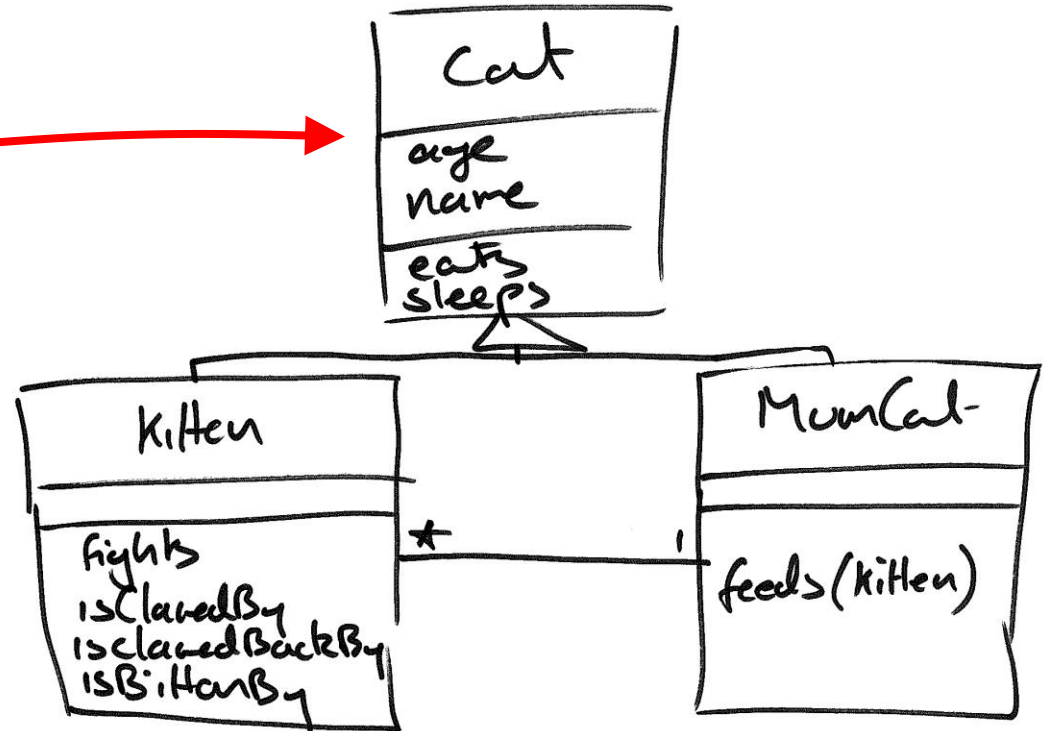 Cat
age
name
eats
sleeps
Kitten
fights
isClawedBy
isClawedBackBy
isBittenBy
* 1
MumCat
feeds(Kitten)